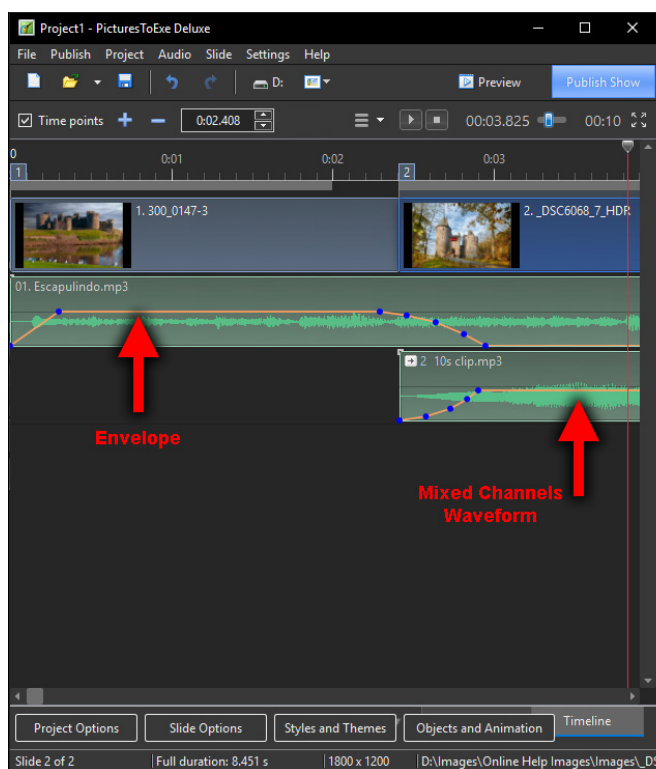 Project1 - PicturesToExe Deluxe
File Publish Project Audio Slide Settings Help
D: Preview Publish Show
Time points 0:02.408 00:03.825 00:10
0 0:01 0:02 0:03
1 2
1. 300_0147-3 2. _DSC6068_7_HDR
01. Escapulindo.mp3
2 10s clip.mp3
Envelope
Mixed Channels
Waveform
Project Options Slide Options Styles and Themes Objects and Animation Timeline
Slide 2 of 2 Full duration: 8.451 s 1800 x 1200 D:\Images\Online Help Images\Images\_DS